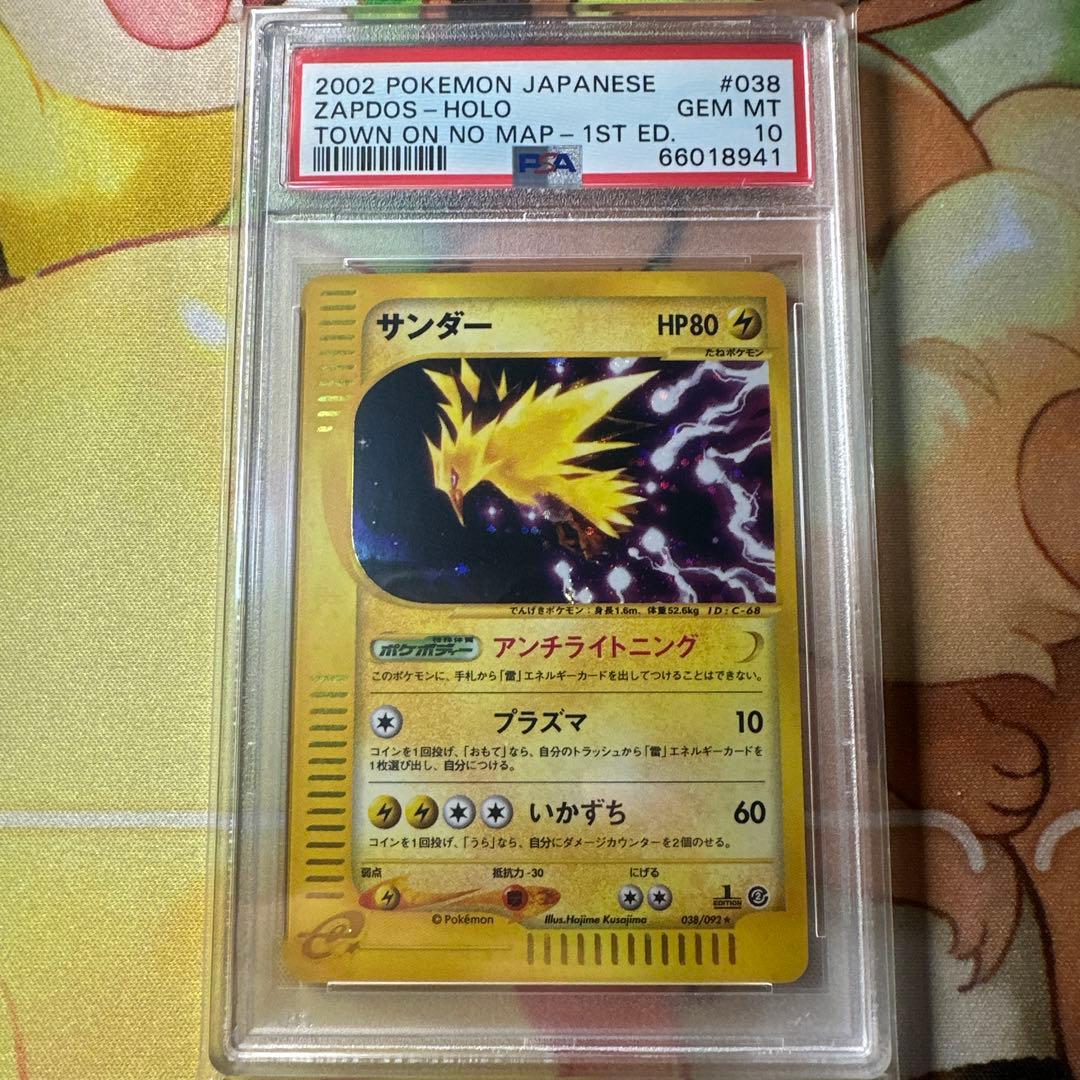 2002 POKEMON JAPANESE #038
ZAPDOS-HOLO GEM MT
TOWN ON NO MAP-1ST ED. 10
PSA 66018941
サンダー HP80
たねポケモン
でんげきポケモン:身長1.6m、体重52.6kg ID:C-68
特殊体質
ポケボディー アンチライトニング
このポケモンに、手札から「雷」エネルギーカードを出してつけることはできない。
プラズマ 10
コインを1回投げ、「おもて」なら、自分のトラッシュから「雷」エネルギーカードを
1枚選び出し、自分につける。
いかずち 60
コインを1回投げ、「うら」なら、自分にダメージカウンターを2個のせる。
弱点 抵抗力-30 にげる
1 EDITION
© Pokémon Illus.Hajime Kusajima 038/092★
e